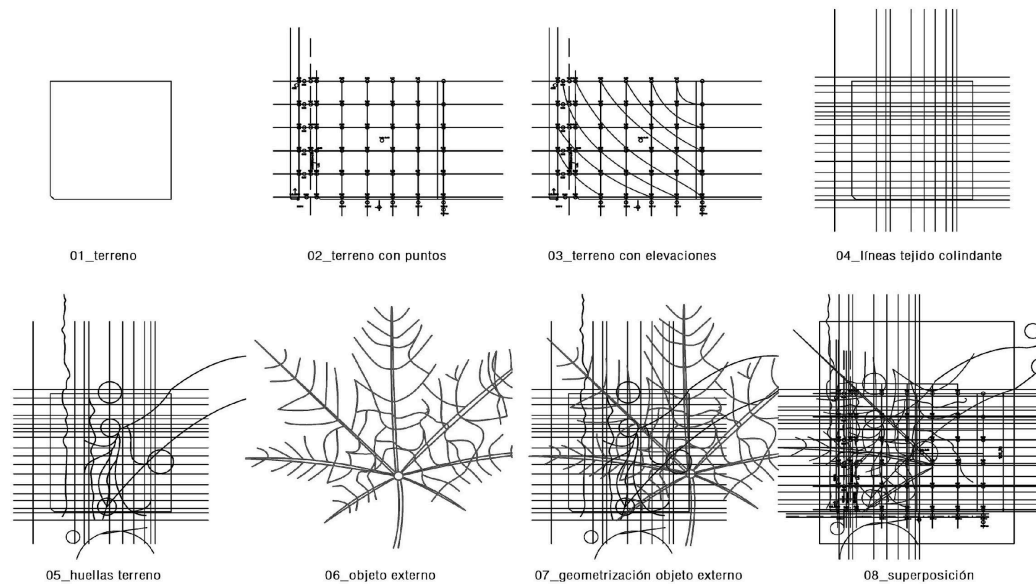 01_terreno
02_terreno con puntos
03_terreno con elevaciones
04_líneas tejido colindante
05_huellas terreno
06_objeto externo
07_geometrización objeto externo
08_superposición